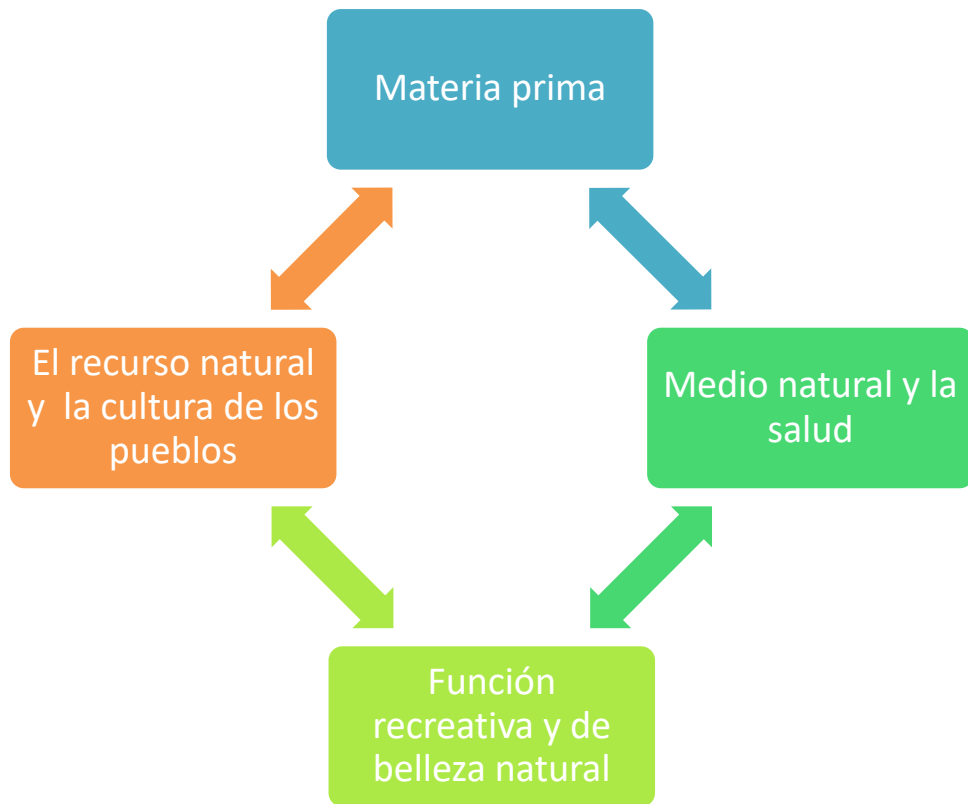 Materia prima
El recurso natural
y la cultura de los
pueblos
Medio natural y la
salud
Función
recreativa y de
belleza natural